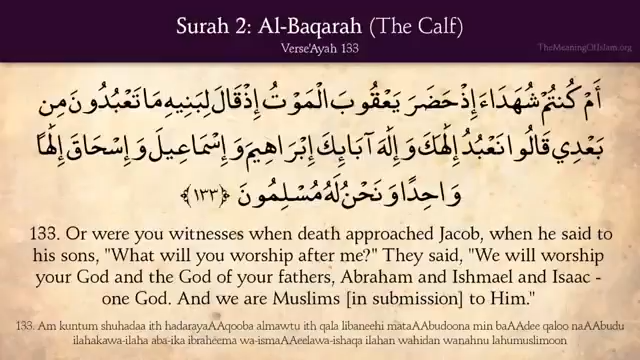 Surah 2: Al-Baqarah (The Calf)
Verse'Ayah 133
TheMeaningOfIslam.org
أَمْ كُنتُمْ شُهَدَاءَ إِذْ حَضَرَ يَعْقُوبَ الْمَوْتُ إِذْ قَالَ لِبَنِيهِ مَا تَعْبُدُونَ مِن
بَعْدِي قَالُوا نَعْبُدُ إِلَٰهَكَ وَإِلَٰهَ آبَائِكَ إِبْرَاهِيمَ وَإِسْمَاعِيلَ وَإِسْحَاقَ إِلَٰهًا
وَاحِدًا وَنَحْنُ لَهُ مُسْلِمُونَ ﴿١٣٣﴾
133. Or were you witnesses when death approached Jacob, when he said to
his sons, "What will you worship after me?" They said, "We will worship
your God and the God of your fathers, Abraham and Ishmael and Isaac -
one God. And we are Muslims [in submission] to Him."
133. Am kuntum shuhadaa ith hadarayaAAqooba almawtu ith qala libaneehi mataAAbudoona min baAAdee qaloo naAAbudu
ilahakawa-ilaha aba-ika ibraheema wa-ismaAAeelawa-ishaqa ilahan wahidan wanahnu lahumuslimoon